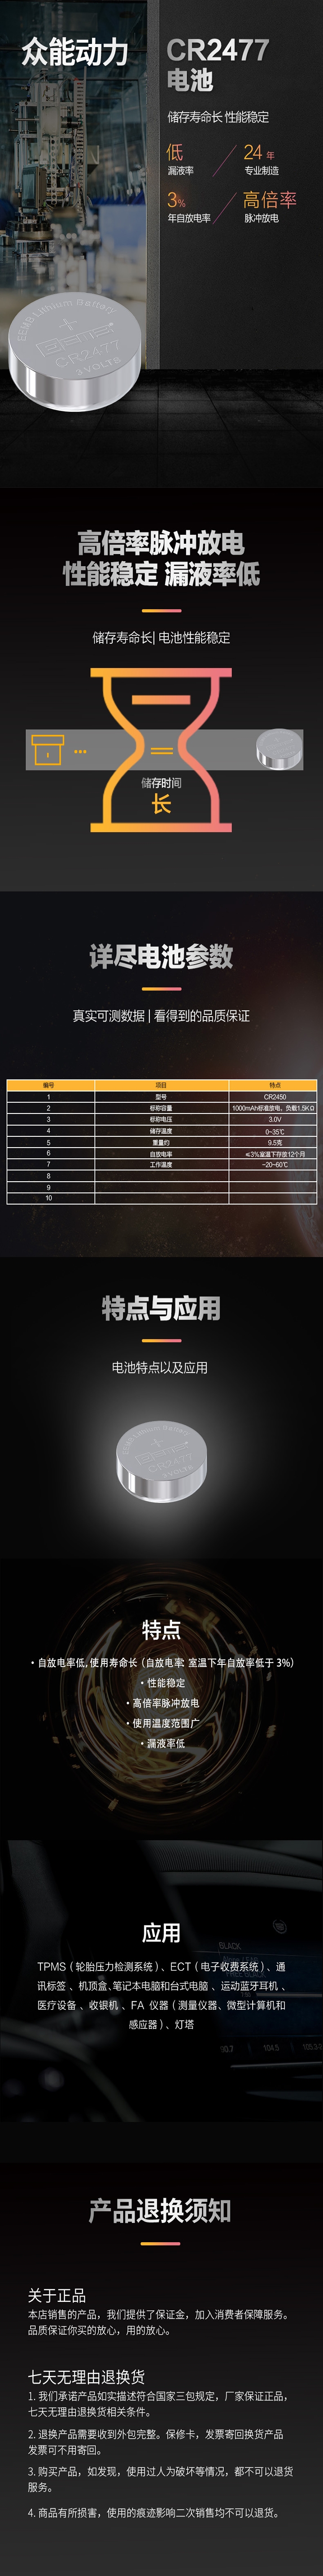 众能动力
CR2477
电池
储存寿命长 性能稳定
低
漏液率
24年
专业制造
3%
年自放电率
高倍率
脉冲放电
EEMB Lithium Battery
+
EEMB
CR2477
3 VOLTS
高倍率脉冲放电
性能稳定 漏液率低
储存寿命长| 电池性能稳定
储存时间
长
详尽电池参数
真实可测数据 | 看得到的品质保证
编号 项目 特点
1 型号 CR2450
2 标称容量 1000mAh标准放电，负载1.5KΩ
3 标称电压 3.0V
4 储存温度 0~35℃
5 重量约 9.5克
6 自放电率 ≤3%室温下存放12个月
7 工作温度 -20~60℃
8
9
10
特点与应用
电池特点以及应用
CR2477
特点
· 自放电率低, 使用寿命长（自放电率: 室温下年自放率低于 3%）
· 性能稳定
· 高倍率脉冲放电
· 使用温度范围广
· 漏液率低
应用
TPMS（轮胎压力检测系统）、ECT（电子收费系统）、通
讯标签 、机顶盒、笔记本电脑和台式电脑 、运动蓝牙耳机 、
医疗设备 、收银机 、FA 仪器（测量仪器、微型计算机和
感应器）、灯塔
BLACK
104.5
产品退换须知
关于正品
本店销售的产品，我们提供了保证金，加入消费者保障服务。
品质保证你买的放心，用的放心。
七天无理由退换货
1. 我们承诺产品如实描述符合国家三包规定，厂家保证正品，
七天无理由退换货相关条件。
2. 退换产品需要收到外包完整。保修卡，发票寄回换货产品
发票可不用寄回。
3. 购买产品，如发现，使用过人为破坏等情况，都不可以退货
服务。
4. 商品有所损害，使用的痕迹影响二次销售均不可以退货。